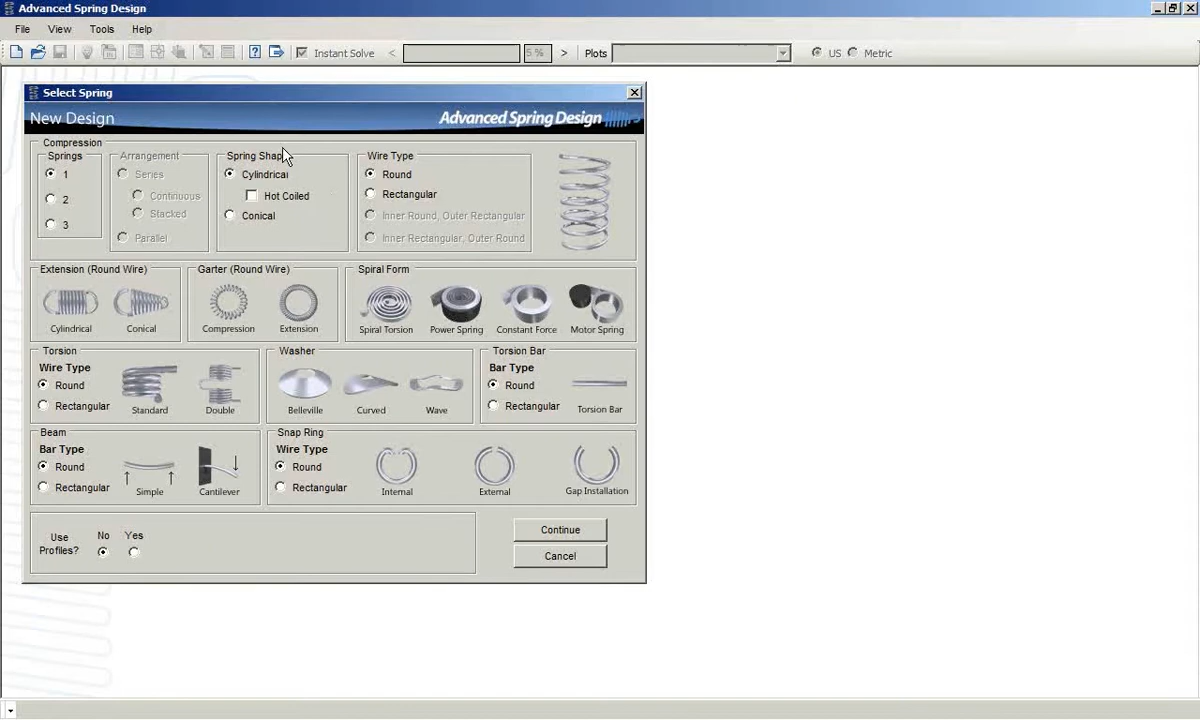 Advanced Spring Design
File View Tools Help
Instant Solve < 5 % > Plots US Metric
Select Spring
New Design Advanced Spring Design
Compression
Springs Arrangement Spring Shap Wire Type
1 Series Cylindrical Round
Continuous Hot Coiled Rectangular
2 Stacked Conical Inner Round, Outer Rectangular
3 Parallel Inner Rectangular, Outer Round
Extension (Round Wire) Garter (Round Wire) Spiral Form
Cylindrical Conical Compression Extension Spiral Torsion Power Spring Constant Force Motor Spring
Torsion Washer Torsion Bar
Wire Type Bar Type
Round Round
Rectangular Standard Double Belleville Curved Wave Rectangular Torsion Bar
Beam Snap Ring
Bar Type Wire Type
Round Round
Rectangular Simple Cantilever Rectangular Internal External Gap Installation
Use Profiles? No Yes Continue
Cancel